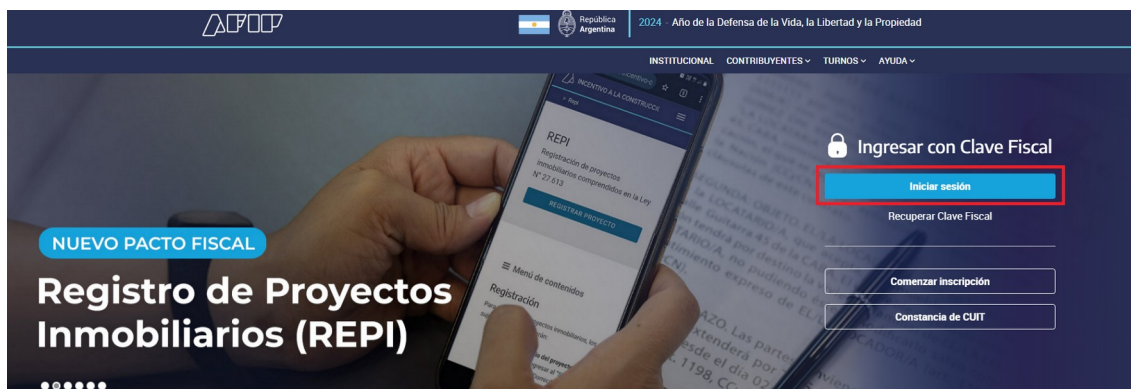 AFIP
República
Argentina
2024 - Año de la Defensa de la Vida, la Libertad y la Propiedad
INSTITUCIONAL CONTRIBUYENTES TURNOS AYUDA
INCENTIVO A LA CONSTRUCC
Repi
REPI
Registración de proyectos
inmobiliarios comprendidos en la Ley
N° 27.613
REGISTRAR PROYECTO
Menú de contenidos
Registración
Ingresar con Clave Fiscal
Iniciar sesión
Recuperar Clave Fiscal
Comenzar inscripción
Constancia de CUIT
NUEVO PACTO FISCAL
Registro de Proyectos
Inmobiliarios (REPI)